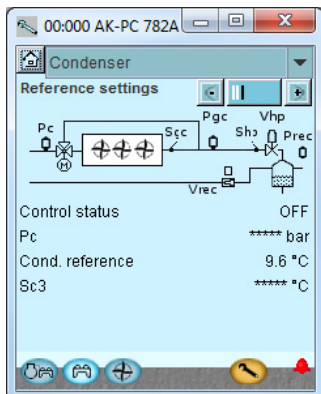 00:000 AK-PC 782A
Condenser
Reference settings
Pgc Vhp
Pc Scc Shp Prec
M
Vrec
Control status OFF
Pc ***** bar
Cond. reference 9.6 °C
Sc3 ***** °C